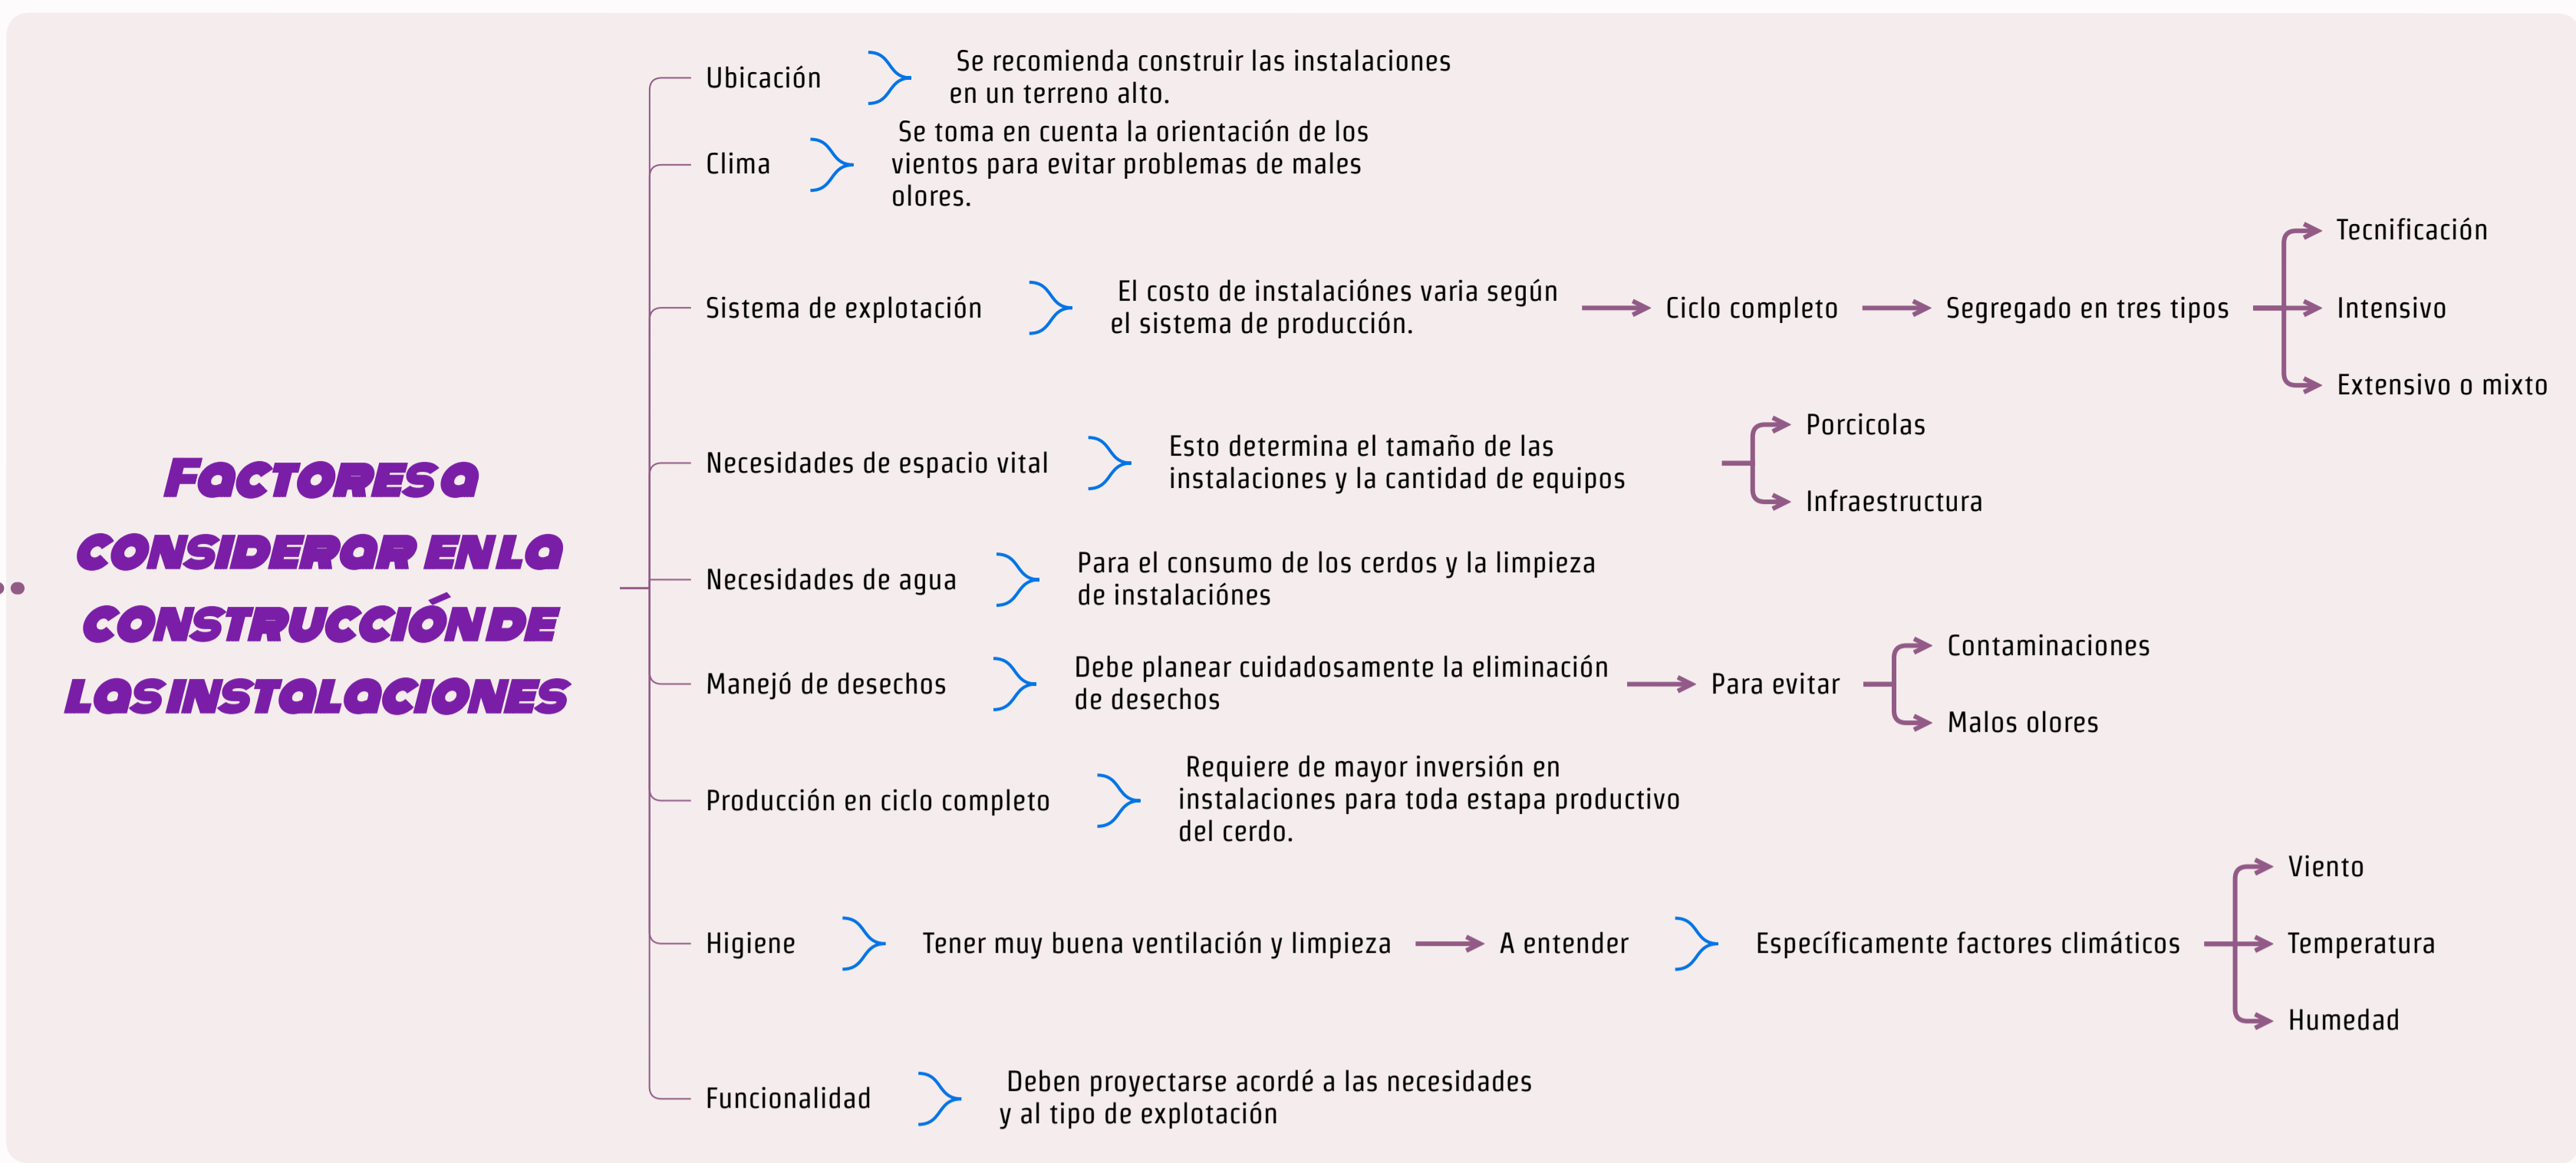 FACTORES A
CONSIDERAR EN LA
CONSTRUCCIÓN DE
LAS INSTALACIONES
Ubicación
Se recomienda construir las instalaciones
en un terreno alto.
Clima
Se toma en cuenta la orientación de los
vientos para evitar problemas de males
olores.
Sistema de explotación
El costo de instalaciónes varia según
el sistema de producción.
Ciclo completo
Segregado en tres tipos
Tecnificación
Intensivo
Extensivo o mixto
Necesidades de espacio vital
Esto determina el tamaño de las
instalaciones y la cantidad de equipos
Porcicolas
Infraestructura
Necesidades de agua
Para el consumo de los cerdos y la limpieza
de instalaciónes
Manejó de desechos
Debe planear cuidadosamente la eliminación
de desechos
Para evitar
Contaminaciones
Malos olores
Producción en ciclo completo
Requiere de mayor inversión en
instalaciones para toda estapa productivo
del cerdo.
Higiene
Tener muy buena ventilación y limpieza
A entender
Específicamente factores climáticos
Viento
Temperatura
Humedad
Funcionalidad
Deben proyectarse acordé a las necesidades
y al tipo de explotación